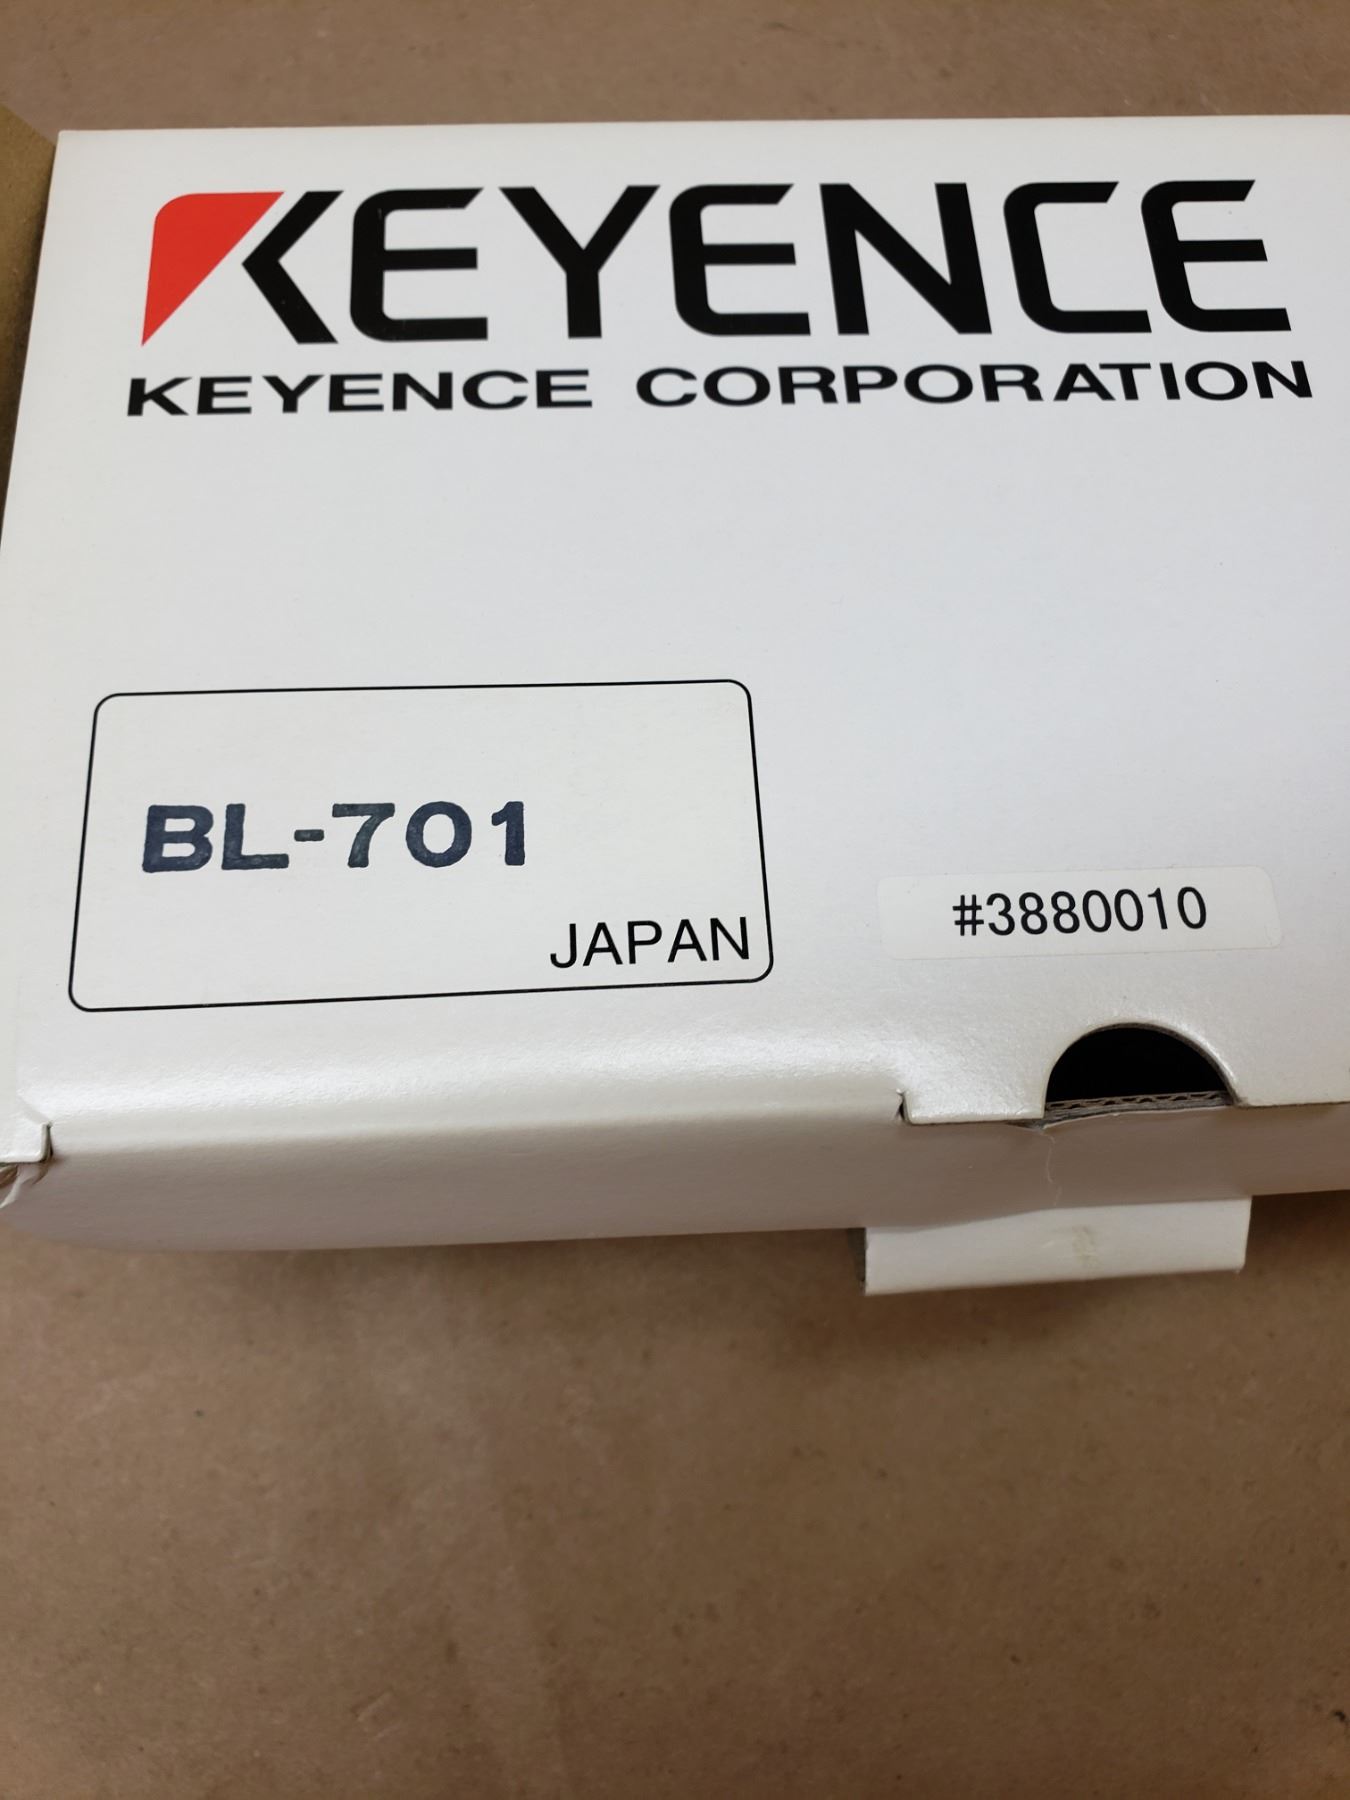 KEYENCE
KEYENCE CORPORATION
BL-701
JAPAN
#3880010